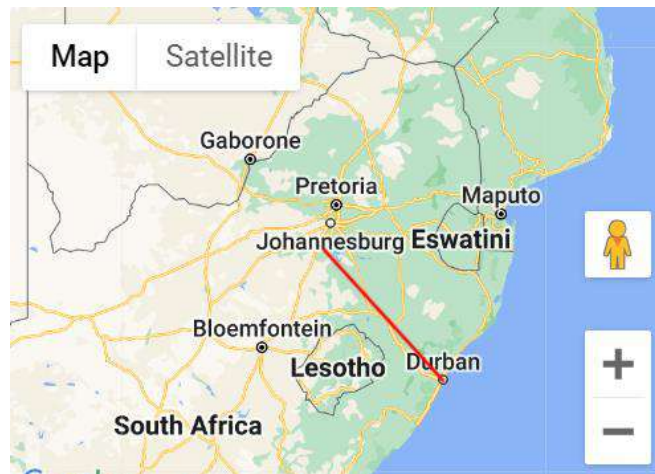 Map Satellite
Gaborone
Pretoria
Maputo
Johannesburg Eswatini
Bloemfontein
Lesotho Durban
South Africa